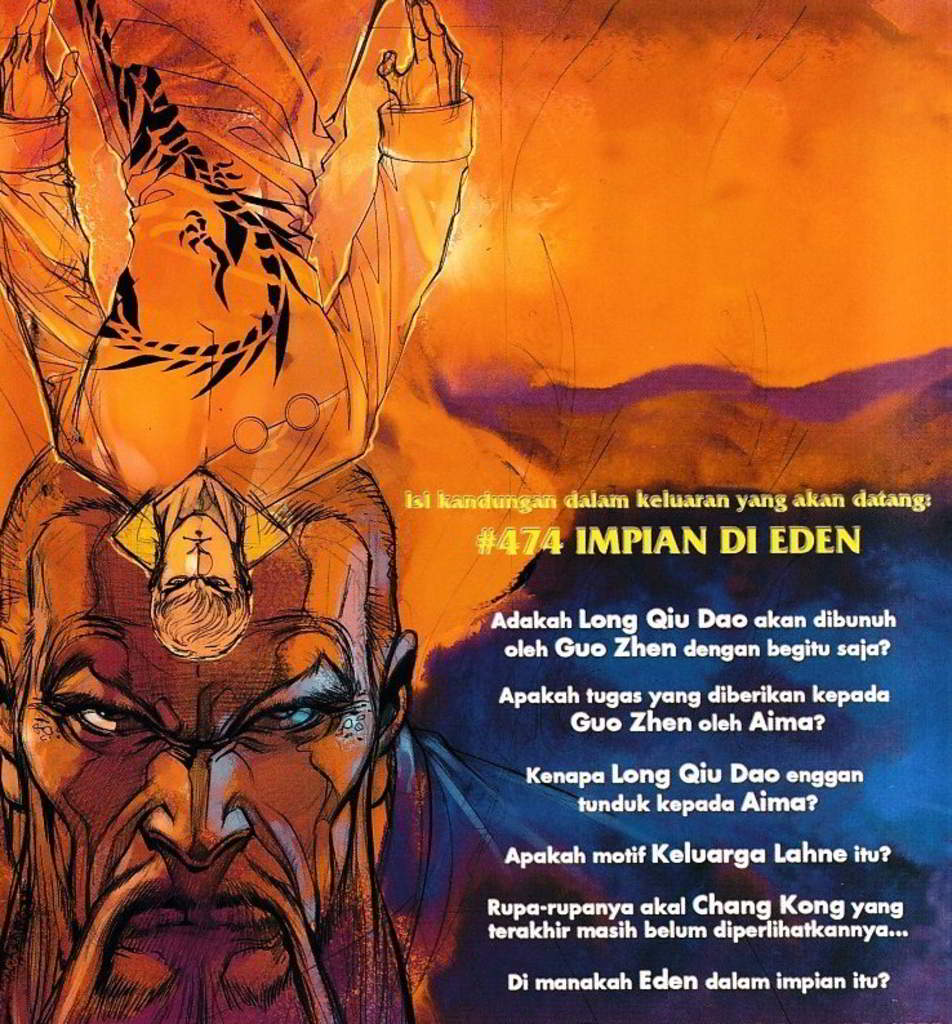 Isi kandungan dalam keluaran yang akan datang:
#474 IMPIAN DI EDEN
Adakah Long Qiu Dao akan dibunuh
oleh Guo Zhen dengan begitu saja?
Apakah tugas yang diberikan kepada
Guo Zhen oleh Aima?
Kenapa Long Qiu Dao enggan
tunduk kepada Aima?
Apakah motif Keluarga Lahne itu?
Rupa-rupanya akal Chang Kong yang
terakhir masih belum diperlihatkannya...
Di manakah Eden dalam impian itu?